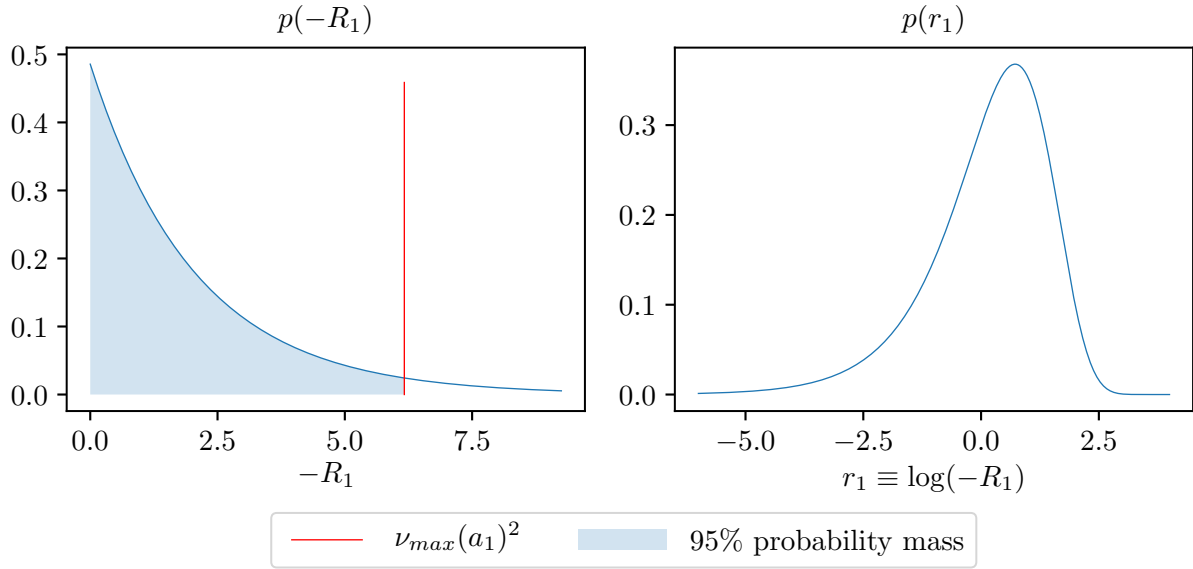 p(−R₁)
0.5
0.4
0.3
0.2
0.1
0.0
0.0 2.5 5.0 7.5
−R₁
p(r₁)
0.3
0.2
0.1
0.0
−5.0 −2.5 0.0 2.5
r₁ ≡ log(−R₁)
ν_max(a₁)² 95% probability mass